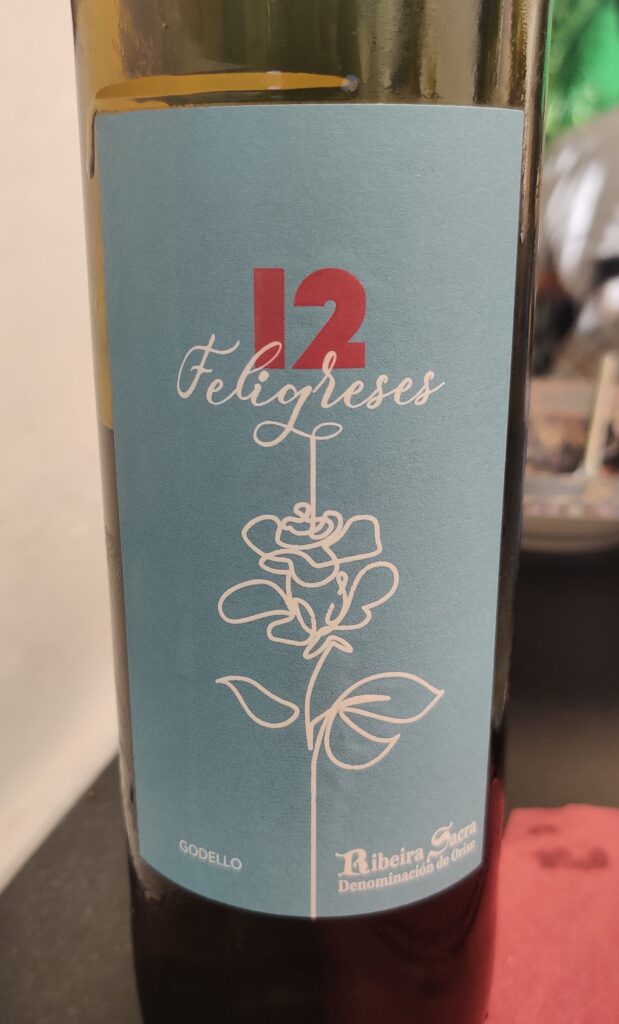 12
Feligreses
GODELLO
Ribeira Sacra
Denominación de Orixe